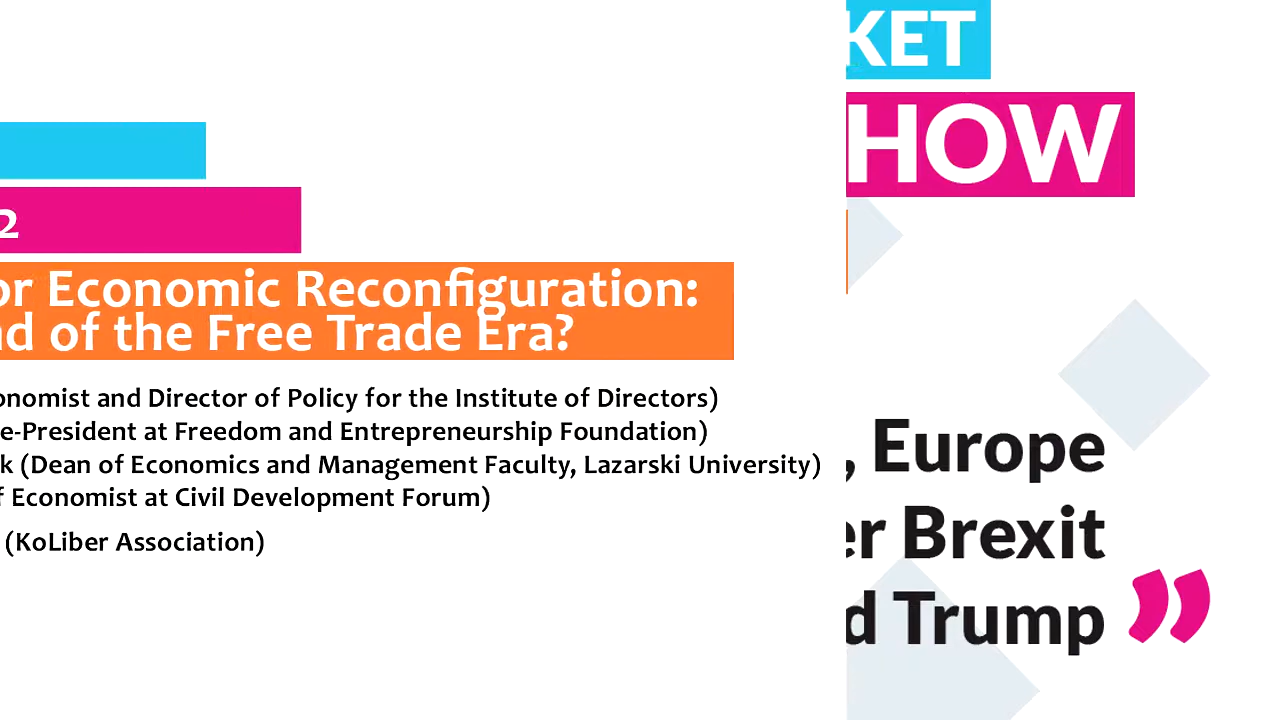 2
or Economic Reconfiguration:
nd of the Free Trade Era?
onomist and Director of Policy for the Institute of Directors)
e-President at Freedom and Entrepreneurship Foundation)
k (Dean of Economics and Management Faculty, Lazarski University)
f Economist at Civil Development Forum)
(KoLiber Association)
KET
HOW
, Europe
er Brexit
d Trump ”